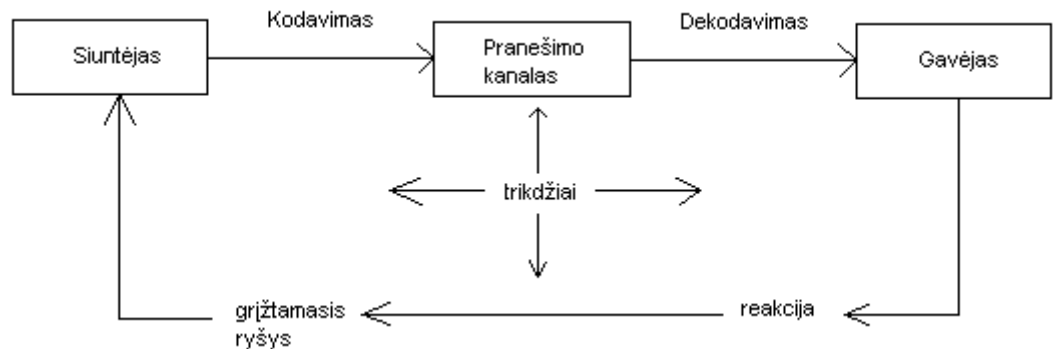 Kodavimas
Dekodavimas
Siuntėjas
Pranešimo
kanalas
Gavėjas
trikdžiai
grįžtamasis
ryšys
reakcija